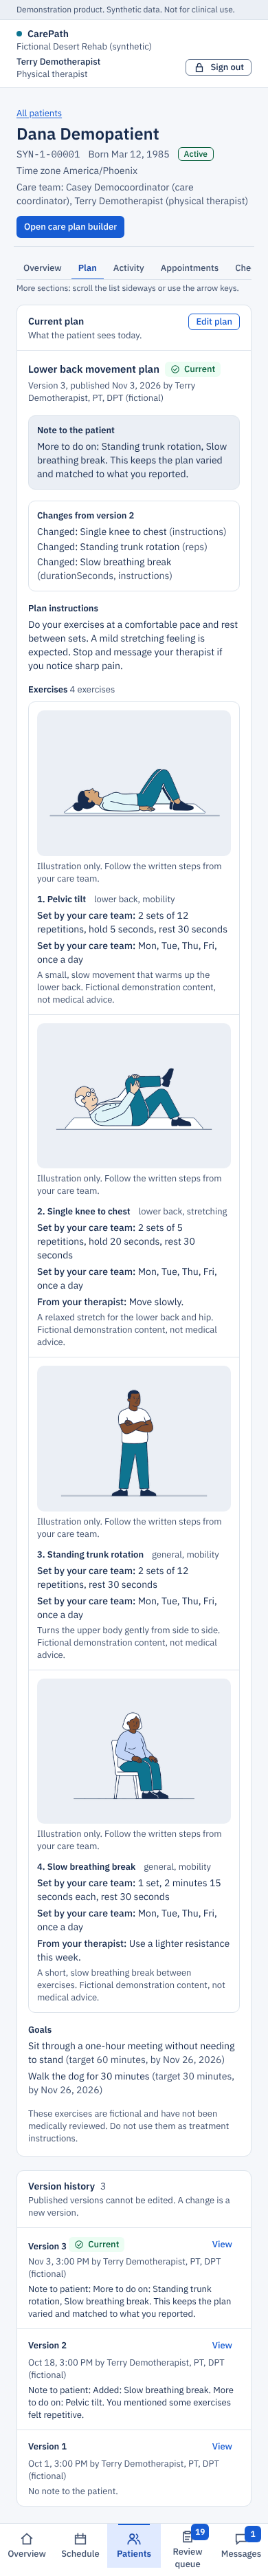 Demonstration product. Synthetic data. Not for clinical use.
CarePath
Fictional Desert Rehab (synthetic)
Terry Demotherapist
Physical therapist
Sign out
All patients
Dana Demopatient
SYN-1-00001 Born Mar 12, 1985 Active
Time zone America/Phoenix
Care team: Casey Democoordinator (care
coordinator), Terry Demotherapist (physical therapist)
Open care plan builder
Overview Plan Activity Appointments Che
More sections: scroll the list sideways or use the arrow keys.
Current plan
What the patient sees today.
Edit plan
Lower back movement plan Current
Version 3, published Nov 3, 2026 by Terry
Demotherapist, PT, DPT (fictional)
Note to the patient
More to do on: Standing trunk rotation, Slow
breathing break. This keeps the plan varied
and matched to what you reported.
Changes from version 2
Changed: Single knee to chest (instructions)
Changed: Standing trunk rotation (reps)
Changed: Slow breathing break
(durationSeconds, instructions)
Plan instructions
Do your exercises at a comfortable pace and rest
between sets. A mild stretching feeling is
expected. Stop and message your therapist if
you notice sharp pain.
Exercises 4 exercises
Illustration only. Follow the written steps from
your care team.
1. Pelvic tilt lower back, mobility
Set by your care team: 2 sets of 12
repetitions, hold 5 seconds, rest 30 seconds
Set by your care team: Mon, Tue, Thu, Fri,
once a day
A small, slow movement that warms up the
lower back. Fictional demonstration content,
not medical advice.
Illustration only. Follow the written steps from
your care team.
2. Single knee to chest lower back, stretching
Set by your care team: 2 sets of 5
repetitions, hold 20 seconds, rest 30
seconds
Set by your care team: Mon, Tue, Thu, Fri,
once a day
From your therapist: Move slowly.
A relaxed stretch for the lower back and hip.
Fictional demonstration content, not medical
advice.
Illustration only. Follow the written steps from
your care team.
3. Standing trunk rotation general, mobility
Set by your care team: 2 sets of 12
repetitions, rest 30 seconds
Set by your care team: Mon, Tue, Thu, Fri,
once a day
Turns the upper body gently from side to side.
Fictional demonstration content, not medical
advice.
Illustration only. Follow the written steps from
your care team.
4. Slow breathing break general, mobility
Set by your care team: 1 set, 2 minutes 15
seconds each, rest 30 seconds
Set by your care team: Mon, Tue, Thu, Fri,
once a day
From your therapist: Use a lighter resistance
this week.
A short, slow breathing break between
exercises. Fictional demonstration content, not
medical advice.
Goals
Sit through a one-hour meeting without needing
to stand (target 60 minutes, by Nov 26, 2026)
Walk the dog for 30 minutes (target 30 minutes,
by Nov 26, 2026)
These exercises are fictional and have not been
medically reviewed. Do not use them as treatment
instructions.
Version history 3
Published versions cannot be edited. A change is a
new version.
Version 3 Current View
Nov 3, 3:00 PM by Terry Demotherapist, PT, DPT
(fictional)
Note to patient: More to do on: Standing trunk
rotation, Slow breathing break. This keeps the plan
varied and matched to what you reported.
Version 2 View
Oct 18, 3:00 PM by Terry Demotherapist, PT, DPT
(fictional)
Note to patient: Added: Slow breathing break. More
to do on: Pelvic tilt. You mentioned some exercises
felt repetitive.
Version 1 View
Oct 1, 3:00 PM by Terry Demotherapist, PT, DPT
(fictional)
No note to the patient.
Overview
Schedule
Patients
19
Review
queue
1
Messages